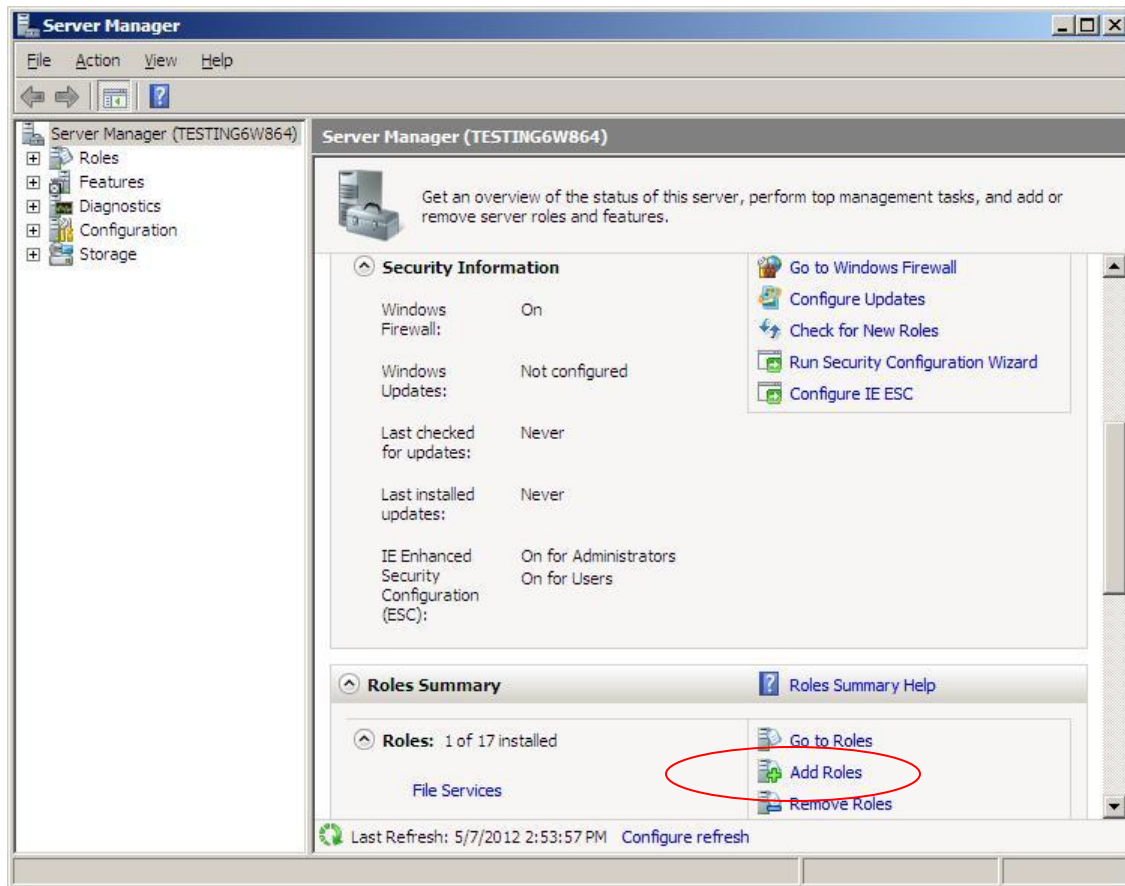 Server Manager
File Action View Help
Server Manager (TESTING6W864)
Roles
Features
Diagnostics
Configuration
Storage
Server Manager (TESTING6W864)
Get an overview of the status of this server, perform top management tasks, and add or
remove server roles and features.
Security Information
Windows
Firewall:
On
Windows
Updates:
Not configured
Last checked
for updates:
Never
Last installed
updates:
Never
IE Enhanced
Security
Configuration
(ESC):
On for Administrators
On for Users
Go to Windows Firewall
Configure Updates
Check for New Roles
Run Security Configuration Wizard
Configure IE ESC
Roles Summary
Roles Summary Help
Roles: 1 of 17 installed
File Services
Go to Roles
Add Roles
Remove Roles
Last Refresh: 5/7/2012 2:53:57 PM Configure refresh